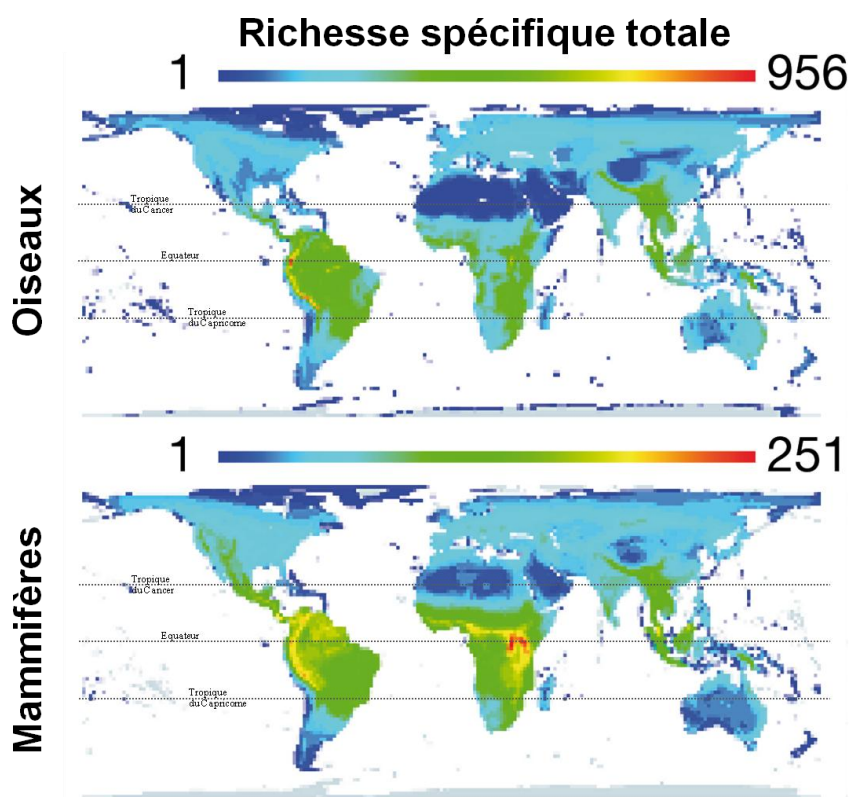 Richesse spécifique totale
1 956
Oiseaux
Tropique
du Cancer
Equateur
Tropique
du Capricorne
1 251
Mammifères
Tropique
du Cancer
Equateur
Tropique
du Capricorne